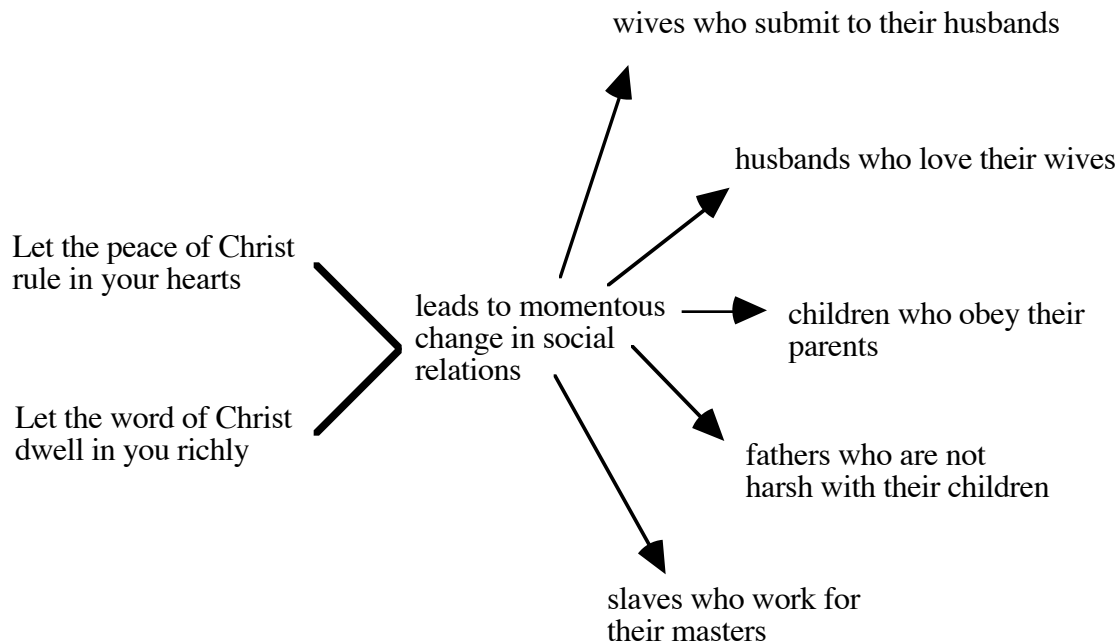 wives who submit to their husbands
husbands who love their wives
Let the peace of Christ
rule in your hearts
leads to momentous
change in social
relations
children who obey their
parents
Let the word of Christ
dwell in you richly
fathers who are not
harsh with their children
slaves who work for
their masters